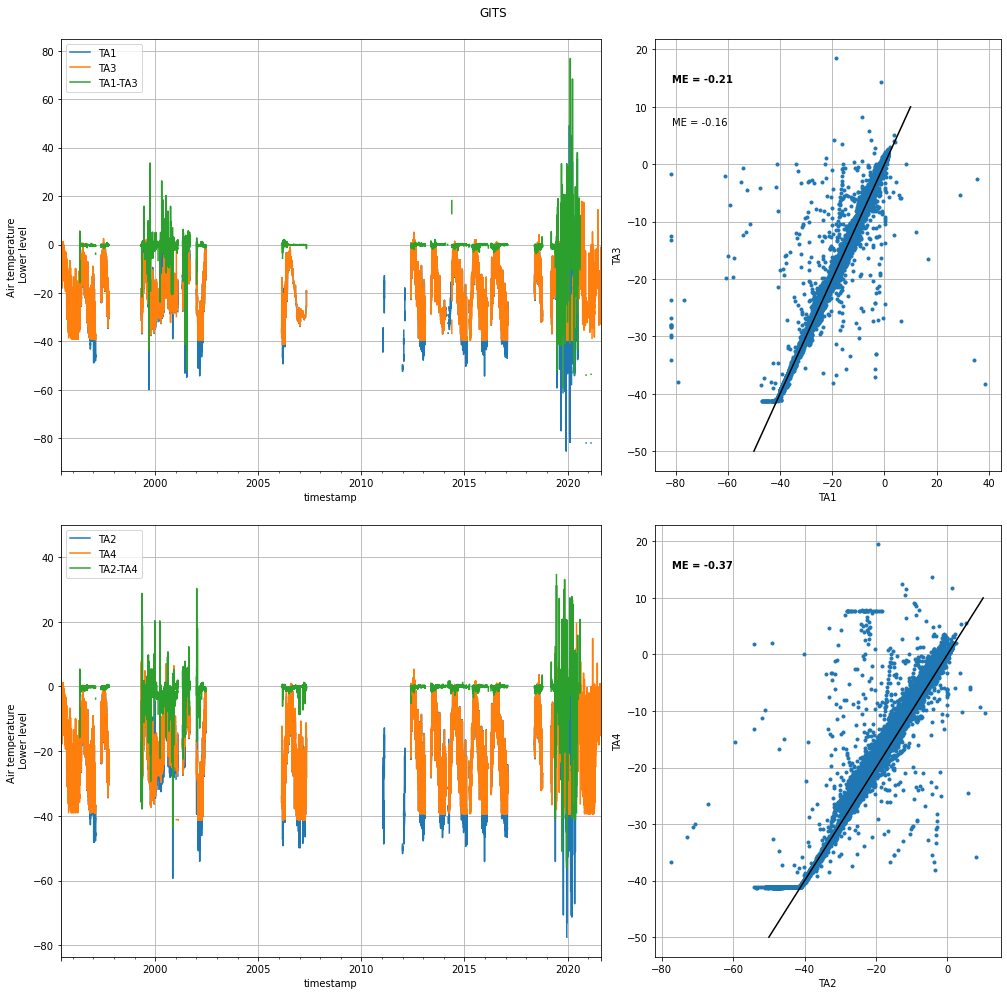 GITS
80
60
40
20
0
−20
−40
−60
−80
Air temperature
Lower level
TA1
TA3
TA1-TA3
2000
2005
2010
2015
2020
timestamp
20
10
0
−10
−20
−30
−40
−50
TA3
ME = -0.21
ME = -0.16
−80
−60
−40
−20
0
20
40
TA1
40
20
0
−20
−40
−60
−80
Air temperature
Lower level
TA2
TA4
TA2-TA4
2000
2005
2010
2015
2020
timestamp
20
10
0
−10
−20
−30
−40
−50
TA4
ME = -0.37
−80
−60
−40
−20
0
TA2